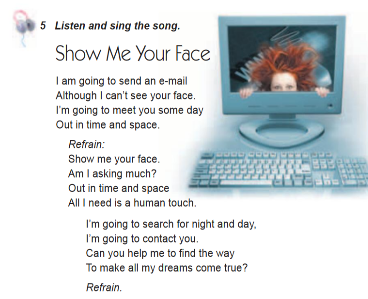 5 Listen and sing the song.
Show Me Your Face
I am going to send an e-mail
Although I can't see your face.
I'm going to meet you some day
Out in time and space.
Refrain:
Show me your face.
Am I asking much?
Out in time and space
All I need is a human touch.
I'm going to search for night and day,
I'm going to contact you.
Can you help me to find the way
To make all my dreams come true?
Refrain.